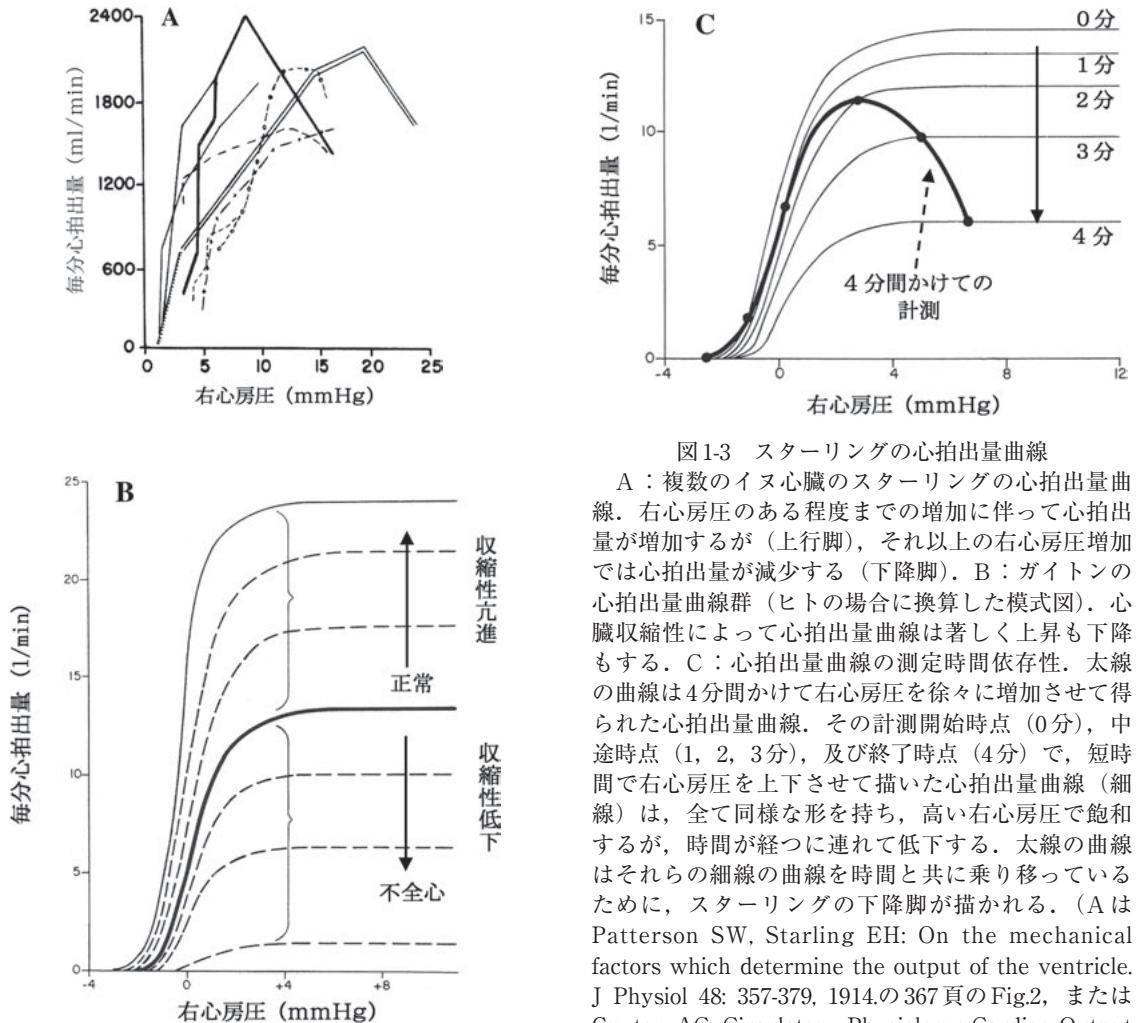 A
2400
1800
1200
600
0
0
5
10
15
20
25
毎分心拍出量 (ml/min)
右心房圧 (mmHg)
C
15
10
5
0
-4
0
4
8
12
0分
1分
2分
3分
4分
4分間かけての
計測
毎分心拍出量 (l/min)
右心房圧 (mmHg)
B
25
20
15
10
5
0
-4
0
+4
+8
収縮性亢進
正常
収縮性低下
不全心
毎分心拍出量 (l/min)
右心房圧 (mmHg)
図1-3 スターリングの心拍出量曲線
A:複数のイヌ心臓のスターリングの心拍出量曲
線.右心房圧のある程度までの増加に伴って心拍出
量が増加するが(上行脚),それ以上の右心房圧増加
では心拍出量が減少する(下降脚).B:ガイトンの
心拍出量曲線群(ヒトの場合に換算した模式図).心
臓収縮性によって心拍出量曲線は著しく上昇も下降
もする.C:心拍出量曲線の測定時間依存性.太線
の曲線は4分間かけて右心房圧を徐々に増加させて得
られた心拍出量曲線.その計測開始時点(0分),中
途時点(1,2,3分),及び終了時点(4分)で,短時
間で右心房圧を上下させて描いた心拍出量曲線(細
線)は,全て同様な形を持ち,高い右心房圧で飽和
するが,時間が経つに連れて低下する.太線の曲線
はそれらの細線の曲線を時間と共に乗り移っている
ために,スターリングの下降脚が描かれる.(Aは
Patterson SW, Starling EH: On the mechanical
factors which determine the output of the ventricle.
J Physiol 48: 357-379, 1914.の367頁のFig.2,または